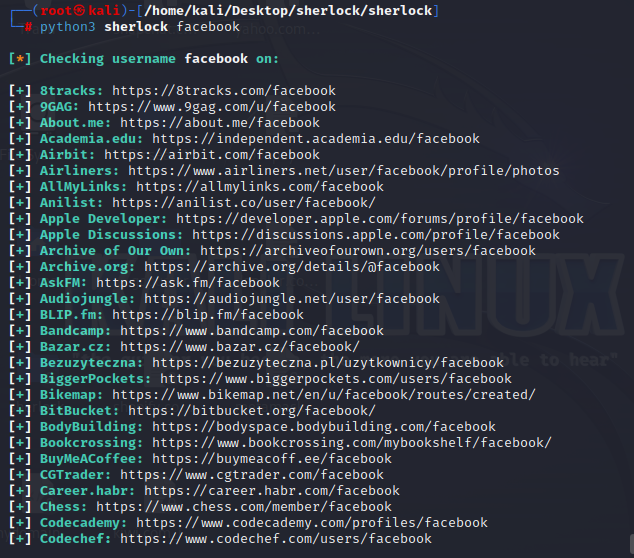 ┌──(root㉿kali)-[/home/kali/Desktop/sherlock/sherlock]
└─# python3 sherlock facebook
[*] Checking username facebook on:
[+] 8tracks: https://8tracks.com/facebook
[+] 9GAG: https://www.9gag.com/u/facebook
[+] About.me: https://about.me/facebook
[+] Academia.edu: https://independent.academia.edu/facebook
[+] Airbit: https://airbit.com/facebook
[+] Airliners: https://www.airliners.net/user/facebook/profile/photos
[+] AllMyLinks: https://allmylinks.com/facebook
[+] Anilist: https://anilist.co/user/facebook/
[+] Apple Developer: https://developer.apple.com/forums/profile/facebook
[+] Apple Discussions: https://discussions.apple.com/profile/facebook
[+] Archive of Our Own: https://archiveofourown.org/users/facebook
[+] Archive.org: https://archive.org/details/@facebook
[+] AskFM: https://ask.fm/facebook
[+] Audiojungle: https://audiojungle.net/user/facebook
[+] BLIP.fm: https://blip.fm/facebook
[+] Bandcamp: https://www.bandcamp.com/facebook
[+] Bazar.cz: https://www.bazar.cz/facebook/
[+] Bezuzyteczna: https://bezuzyteczna.pl/uzytkownicy/facebook
[+] BiggerPockets: https://www.biggerpockets.com/users/facebook
[+] Bikemap: https://www.bikemap.net/en/u/facebook/routes/created/
[+] BitBucket: https://bitbucket.org/facebook/
[+] BodyBuilding: https://bodyspace.bodybuilding.com/facebook
[+] Bookcrossing: https://www.bookcrossing.com/mybookshelf/facebook/
[+] BuyMeACoffee: https://buymeacoff.ee/facebook
[+] CGTrader: https://www.cgtrader.com/facebook
[+] Career.habr: https://career.habr.com/facebook
[+] Chess: https://www.chess.com/member/facebook
[+] Codecademy: https://www.codecademy.com/profiles/facebook
[+] Codechef: https://www.codechef.com/users/facebook
LINUX
to hear"